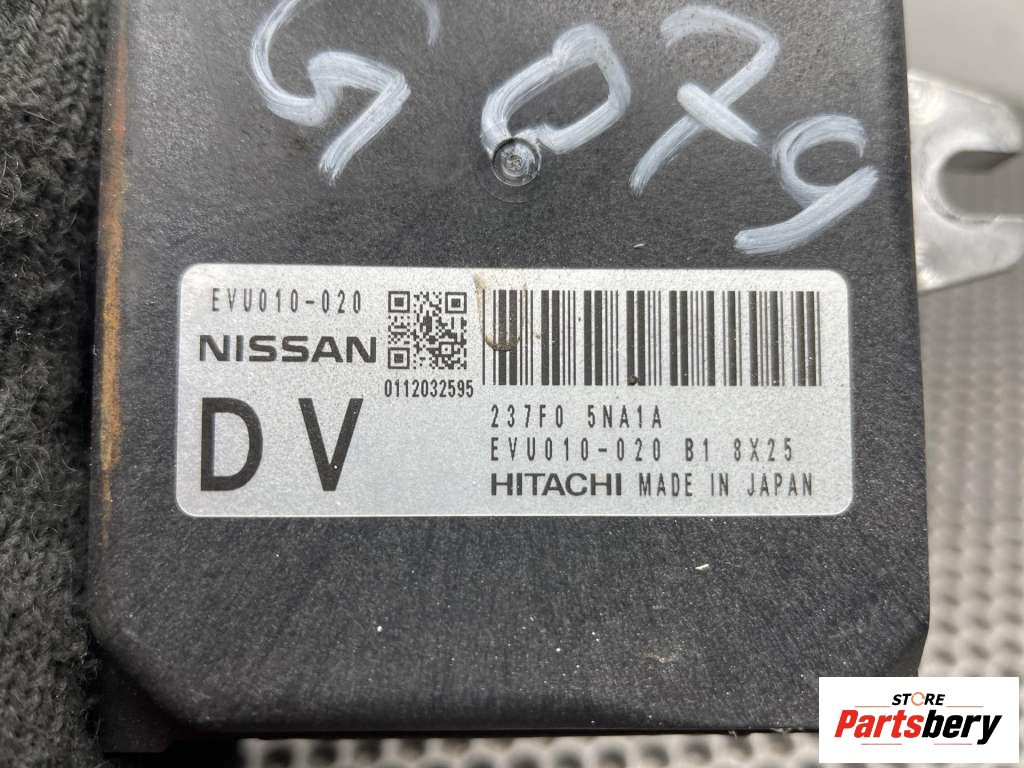 G079
EVU010-020
NISSAN
0112032595
DV
237F0 5NA1A
EVU010-020 B1 8X25
HITACHI MADE IN JAPAN
STORE
Partsbery